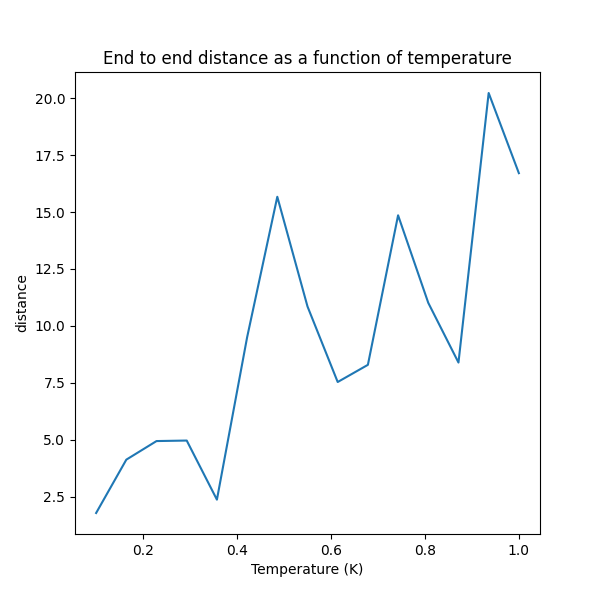 End to end distance as a function of temperature
20.0
17.5
15.0
12.5
10.0
7.5
5.0
2.5
distance
0.2 0.4 0.6 0.8 1.0
Temperature (K)